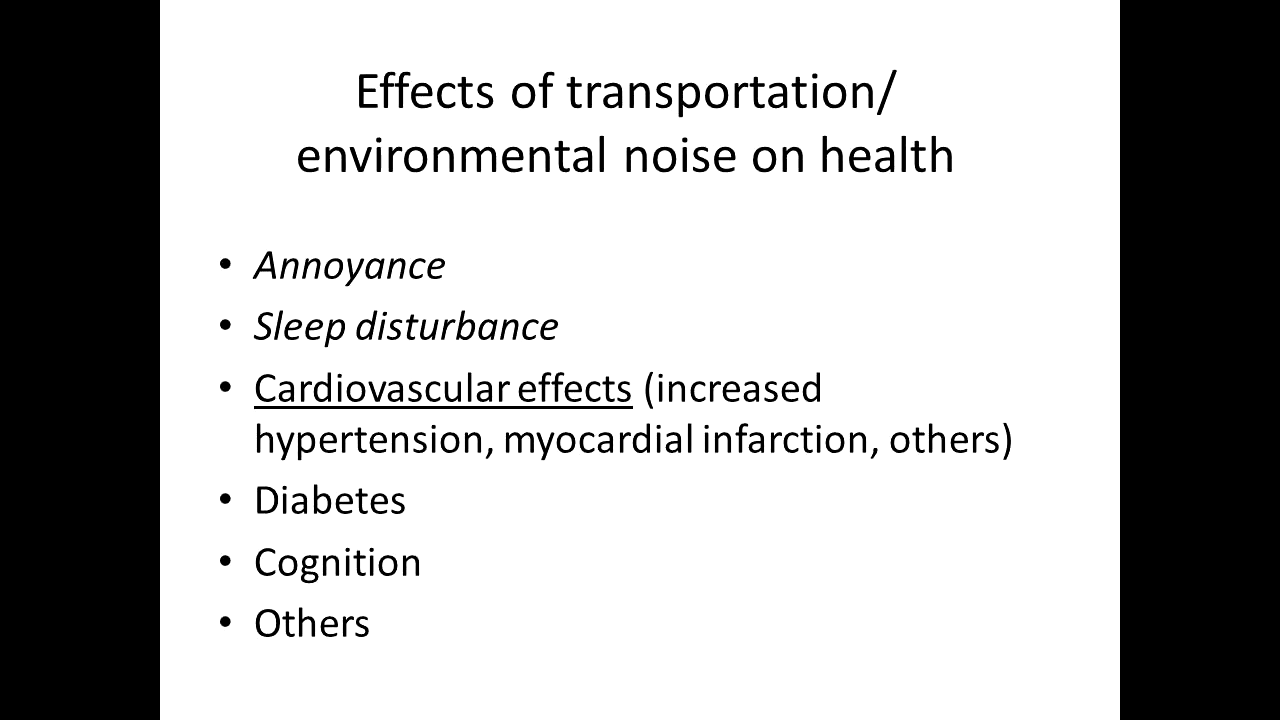 Effects of transportation/
environmental noise on health
• Annoyance
• Sleep disturbance
• Cardiovascular effects (increased
hypertension, myocardial infarction, others)
• Diabetes
• Cognition
• Others